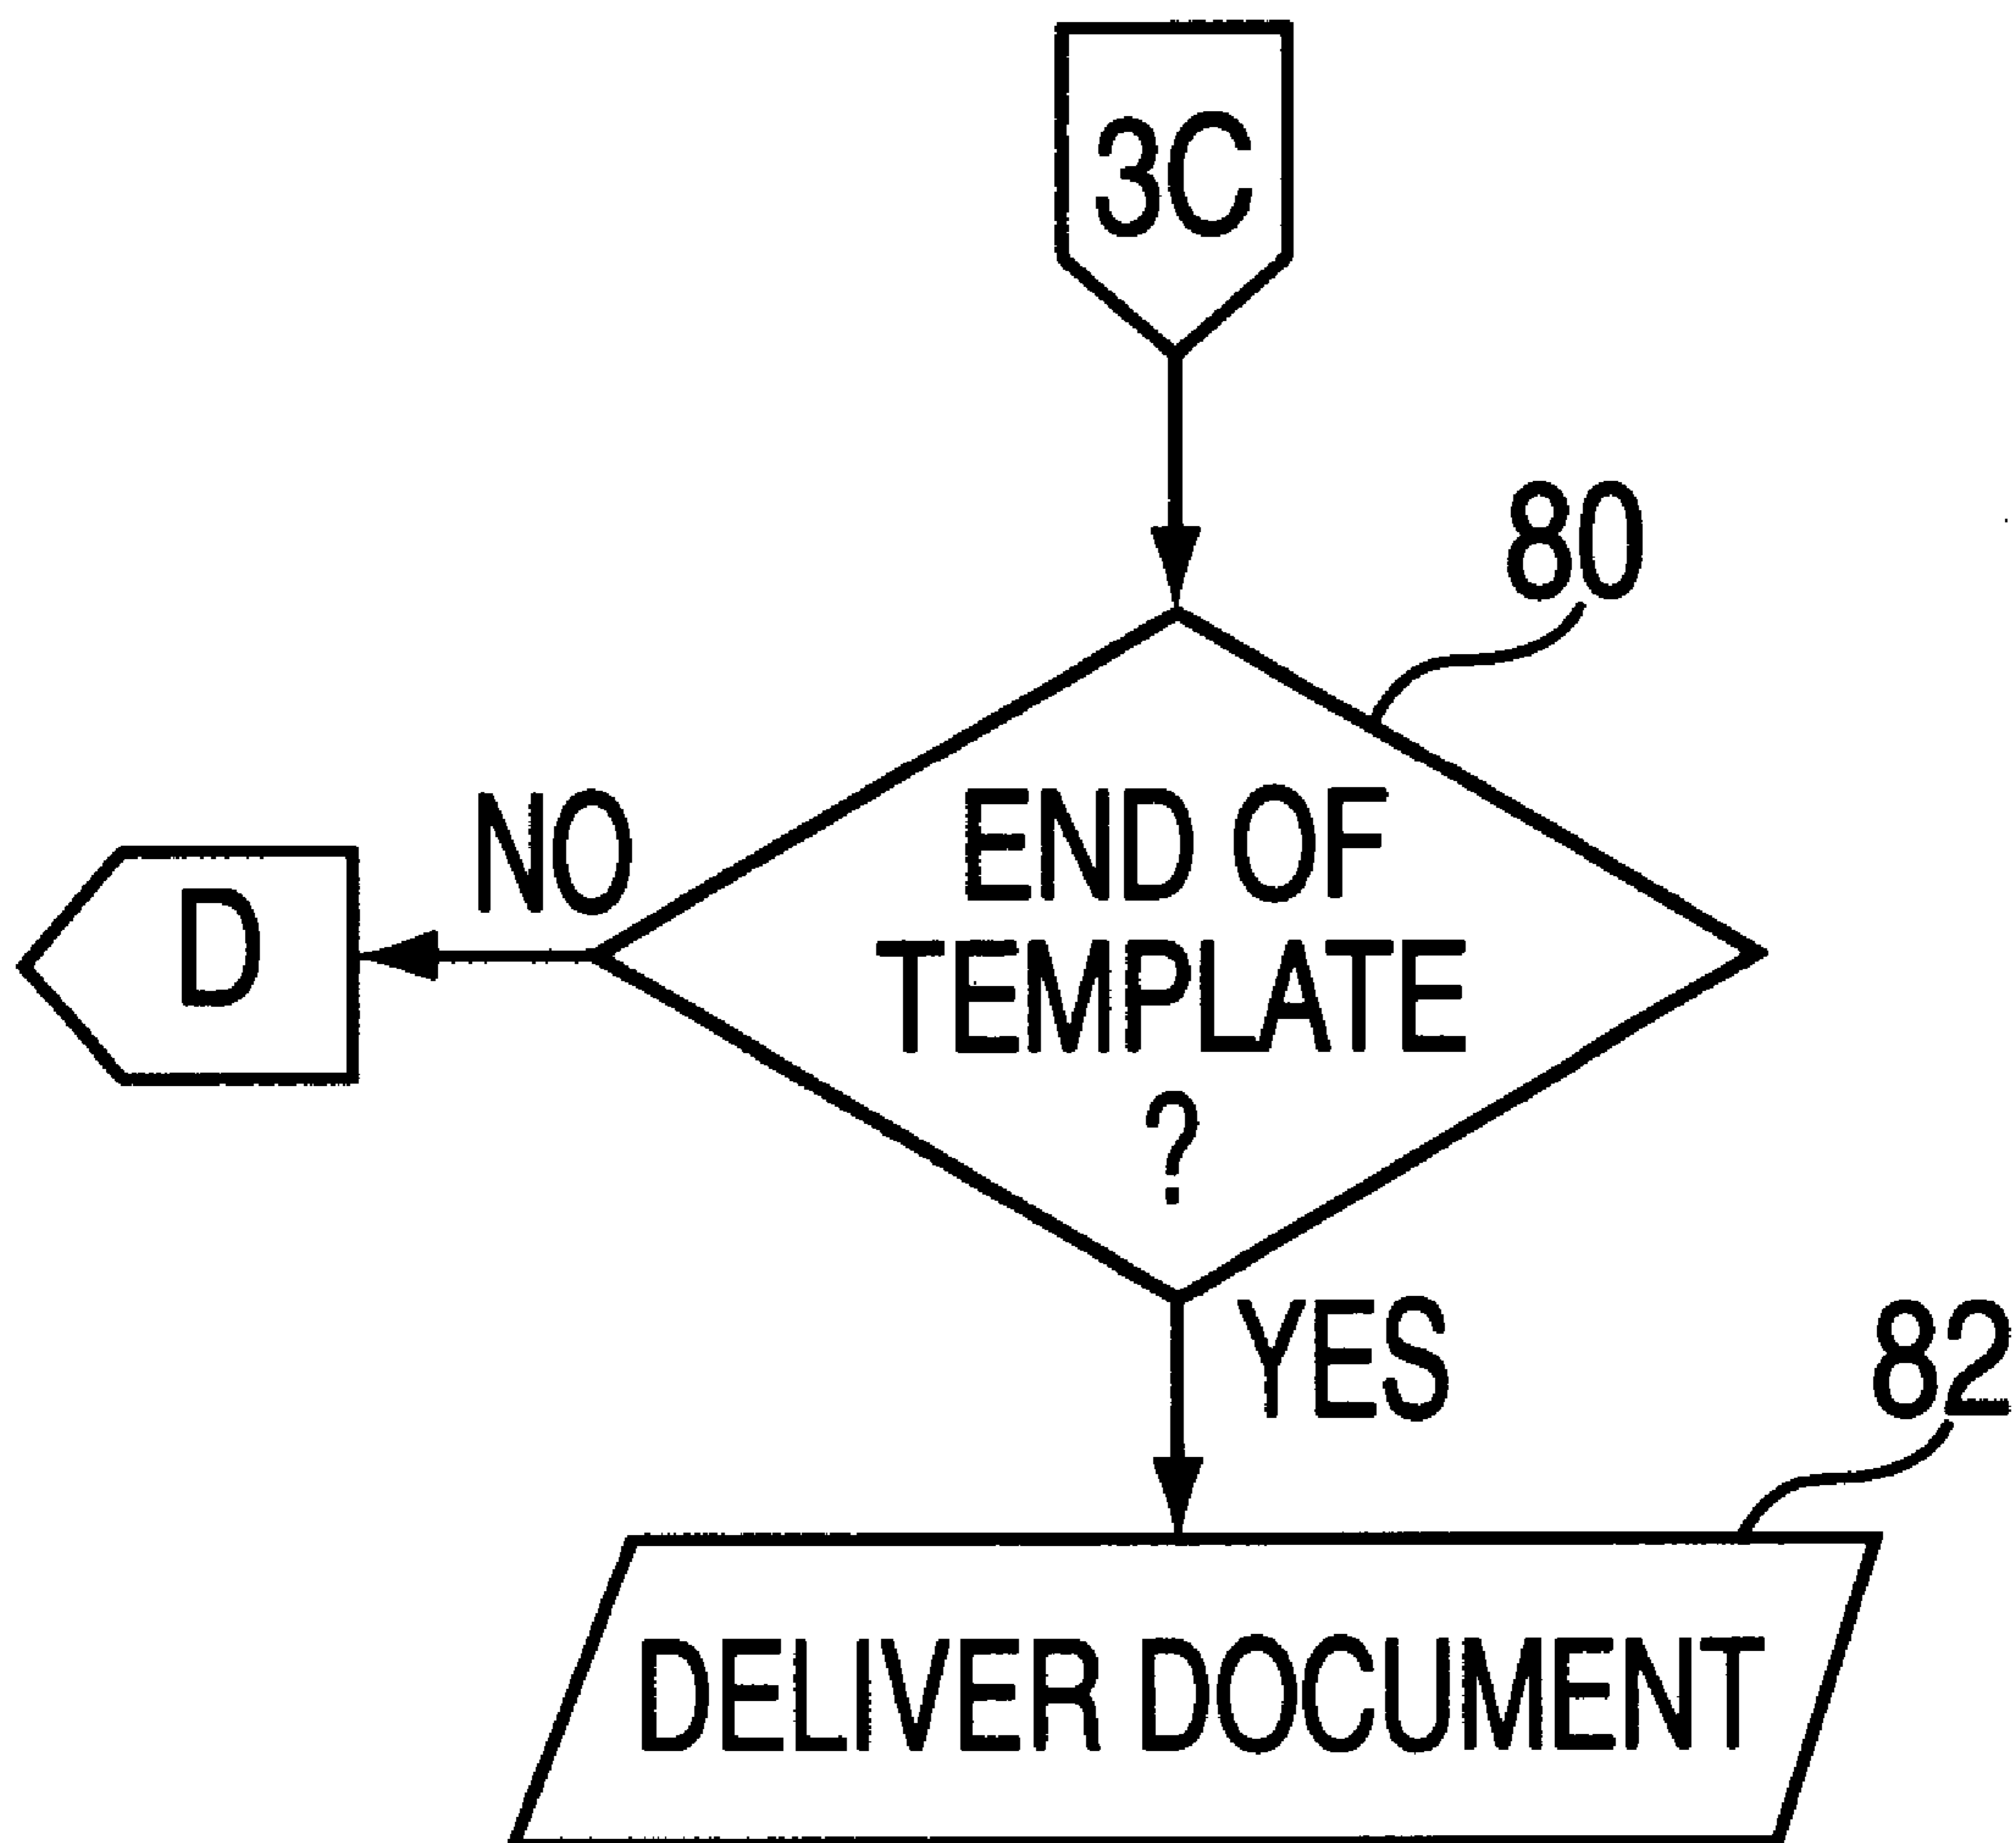 3C
80
NO
END OF
D
TEMPLATE
?
YES
82
DELIVER DOCUMENT